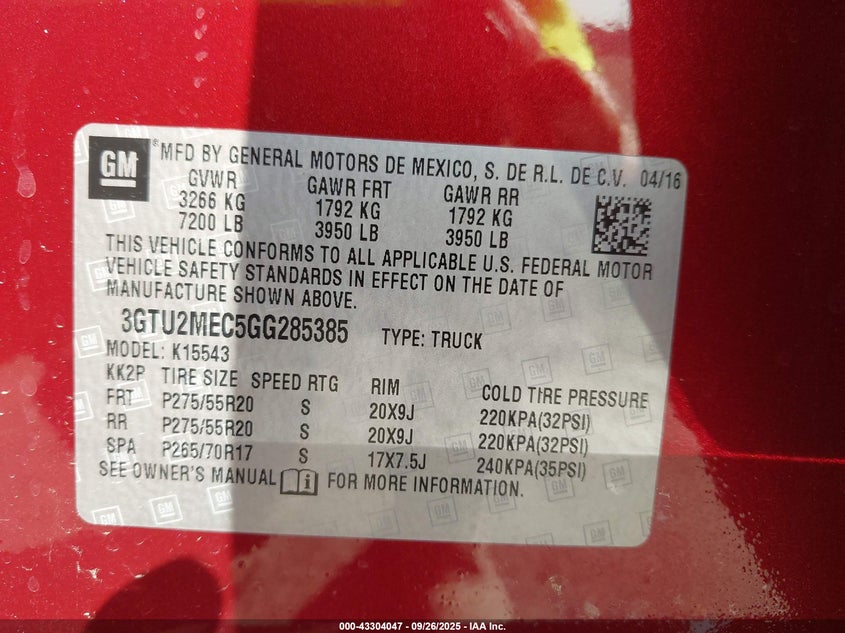 GM ® MFD BY GENERAL MOTORS DE MEXICO, S. DE R.L. DE C.V. 04/16
GVWR GAWR FRT GAWR RR
3266 KG 1792 KG 1792 KG
7200 LB 3950 LB 3950 LB
THIS VEHICLE CONFORMS TO ALL APPLICABLE U.S. FEDERAL MOTOR
VEHICLE SAFETY STANDARDS IN EFFECT ON THE DATE OF
MANUFACTURE SHOWN ABOVE.
3GTU2MEC5GG285385 TYPE: TRUCK
MODEL: K15543
KK2P TIRE SIZE SPEED RTG RIM COLD TIRE PRESSURE
FRT P275/55R20 S 20X9J 220KPA(32PSI)
RR P275/55R20 S 20X9J 220KPA(32PSI)
SPA P265/70R17 S 17X7.5J 240KPA(35PSI)
SEE OWNER'S MANUAL i FOR MORE INFORMATION.
000-43304047 - 09/26/2025 - IAA Inc.